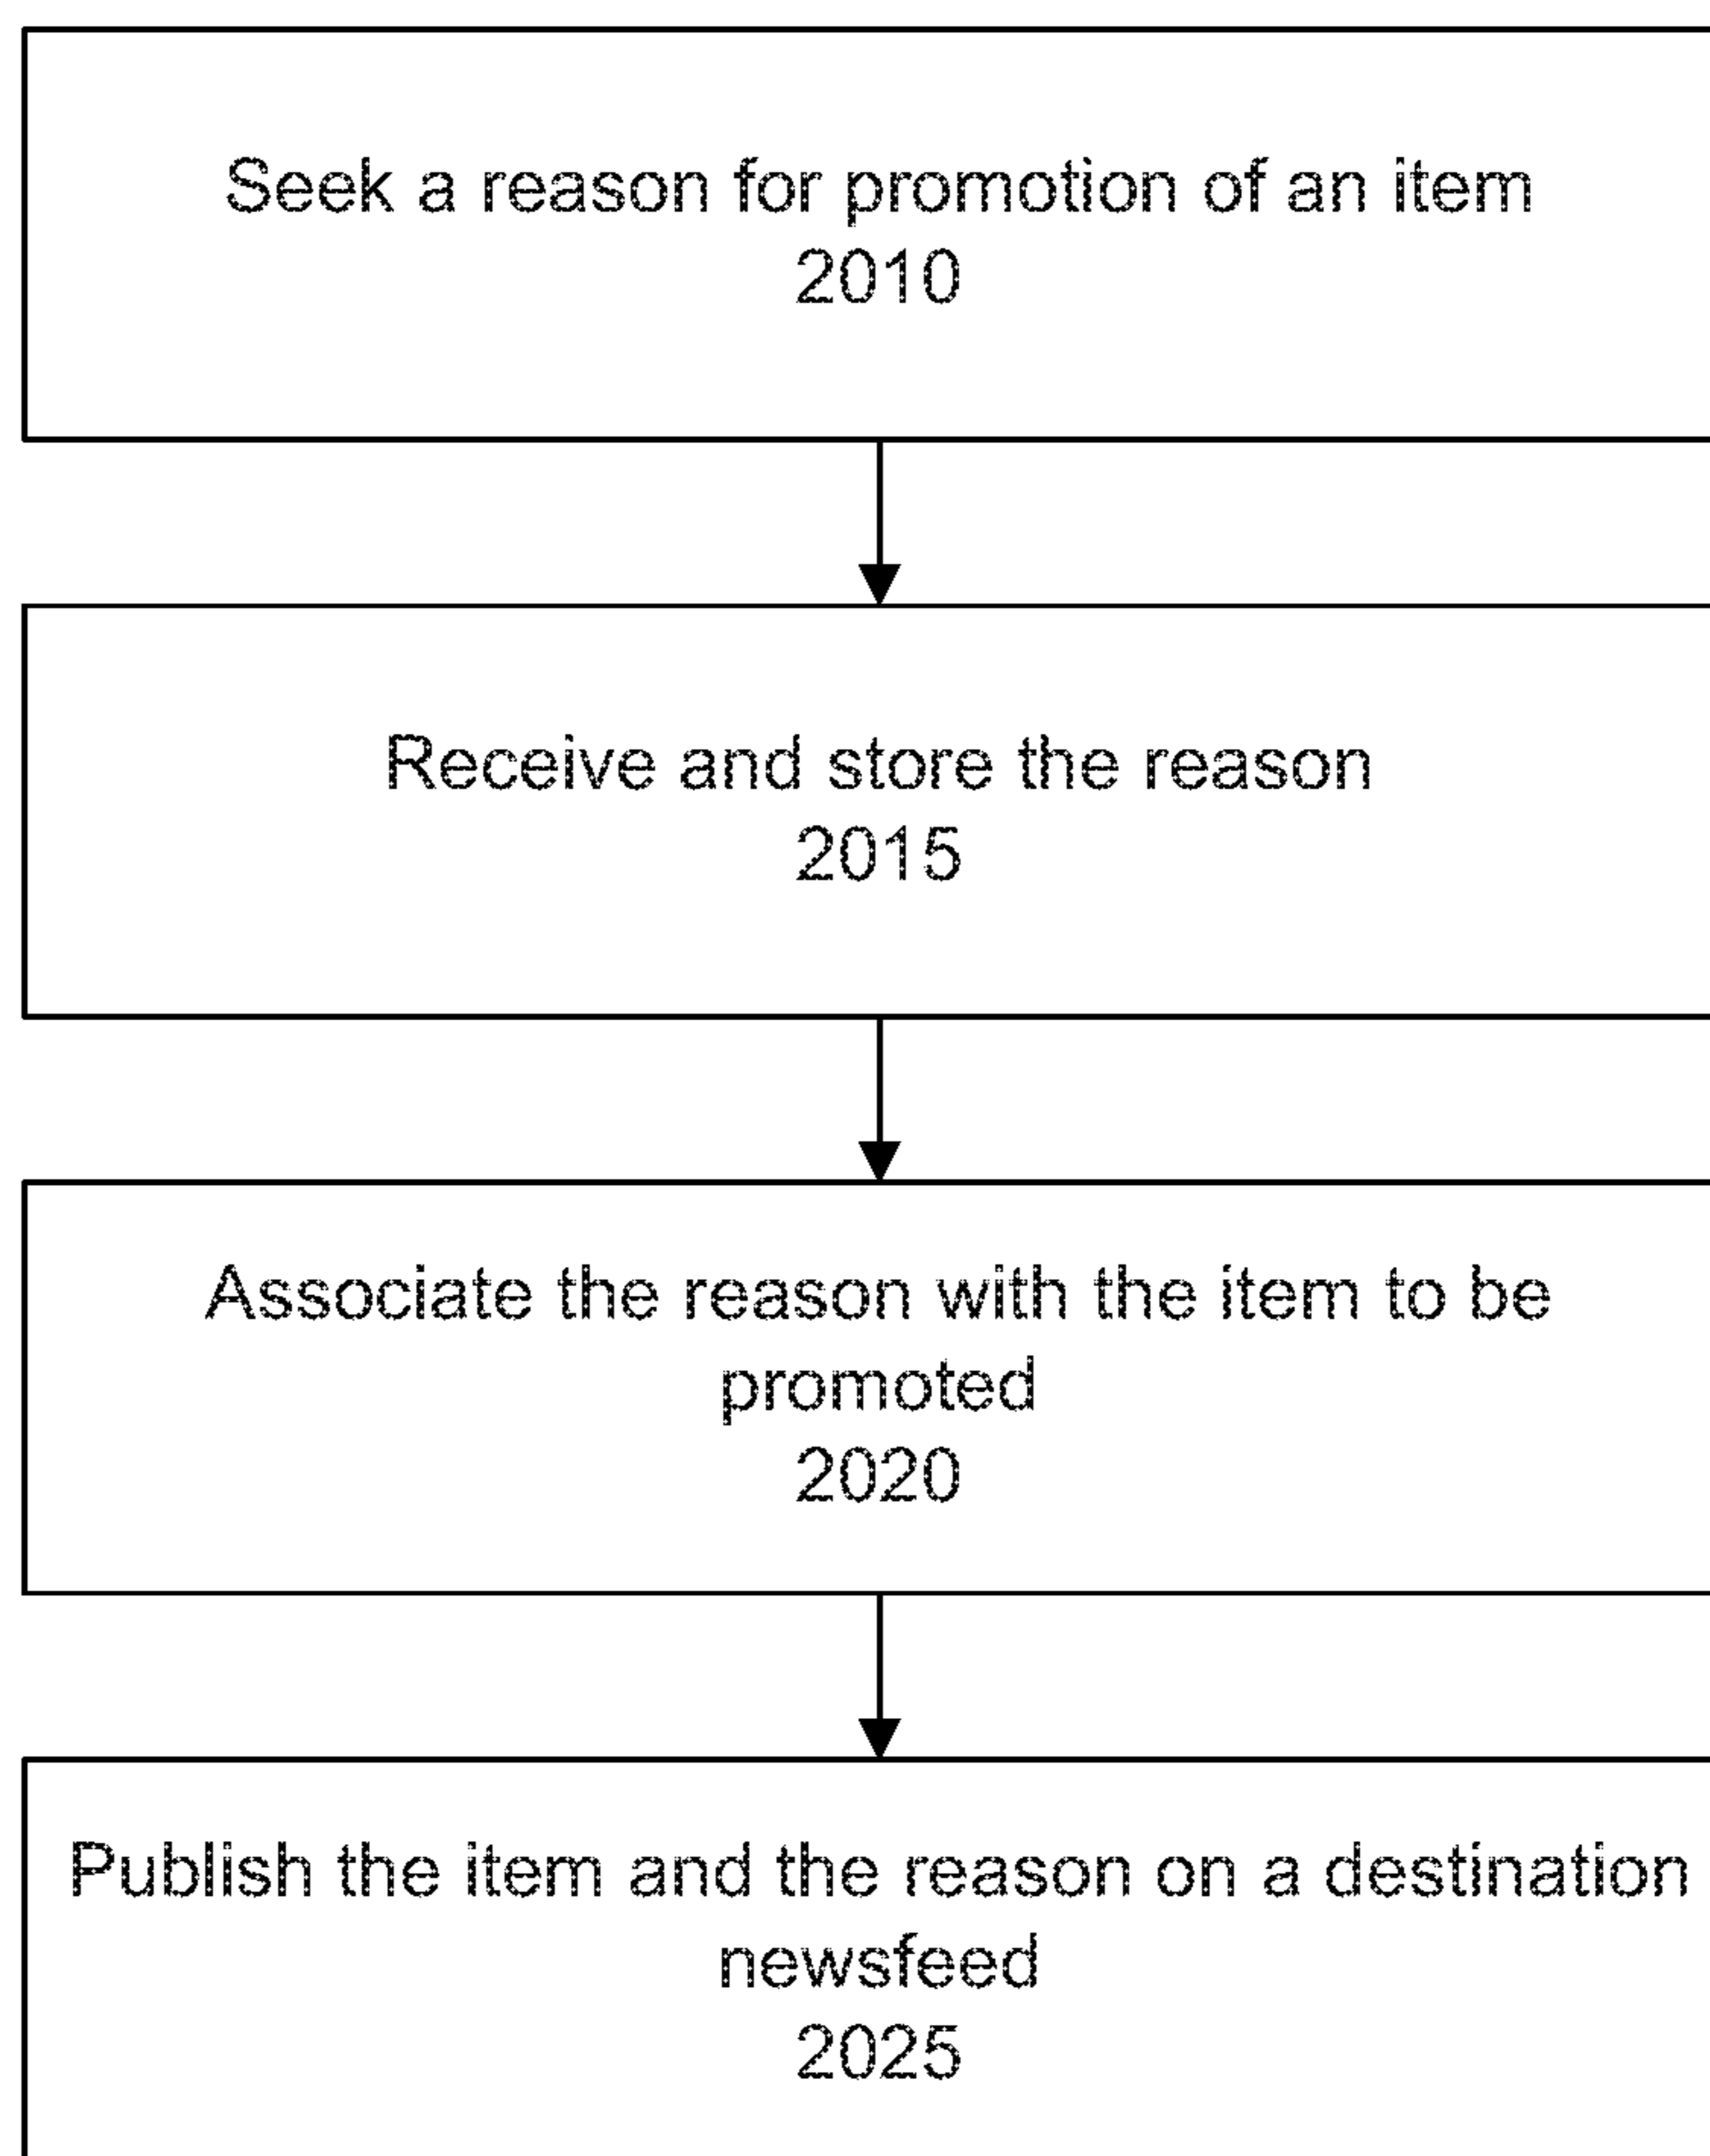 Seek a reason for promotion of an item
2010
Receive and store the reason
2015
Associate the reason with the item to be
promoted
2020
Publish the item and the reason on a destination
newsfeed
2025